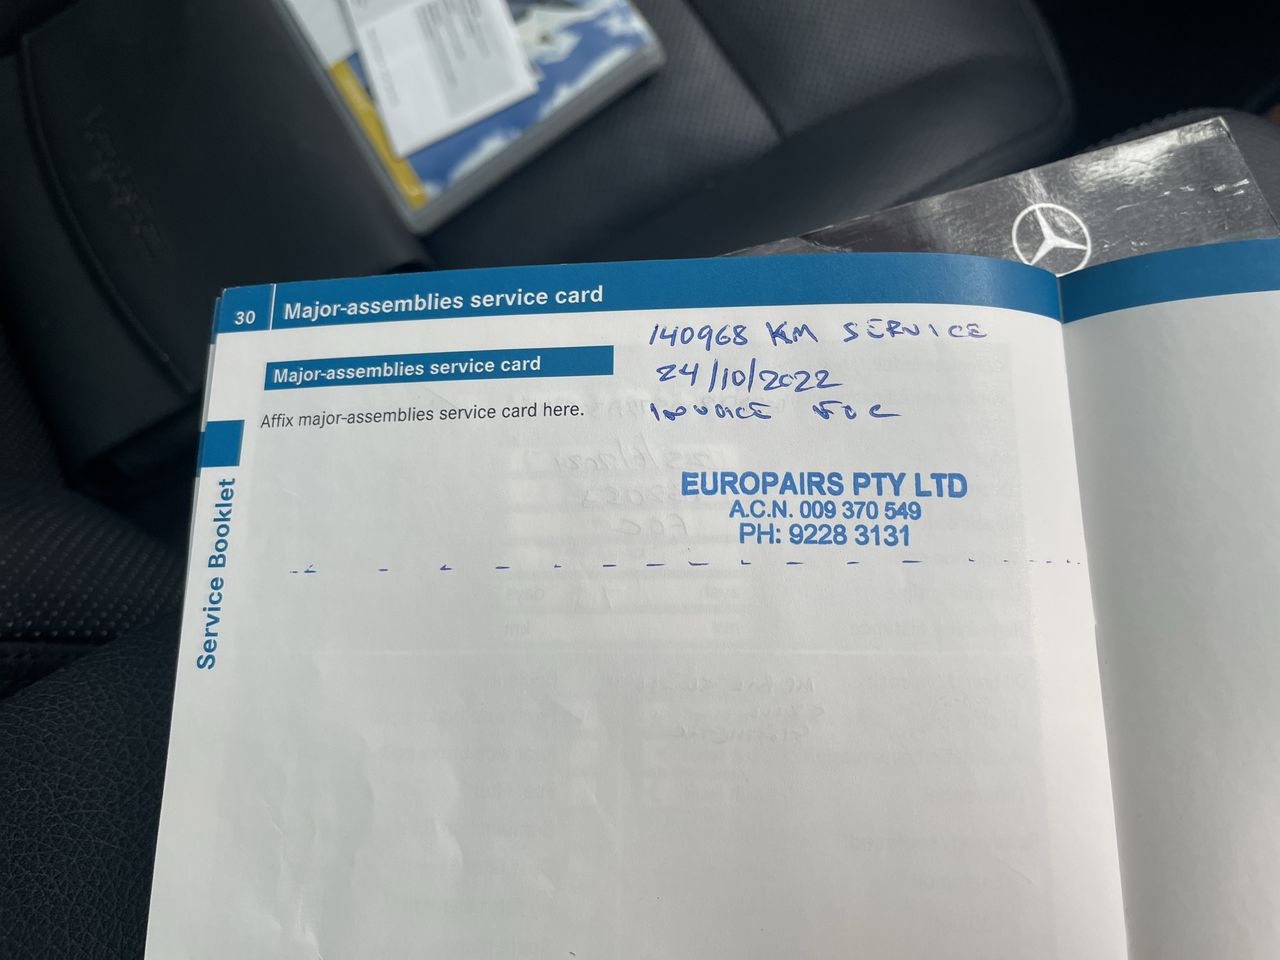 30 Major-assemblies service card
Major-assemblies service card
Affix major-assemblies service card here.
140968 KM SERVICE
24/10/2022
INVOICE FOC
EUROPAIRS PTY LTD
A.C.N. 009 370 549
PH: 9228 3131
Service Booklet